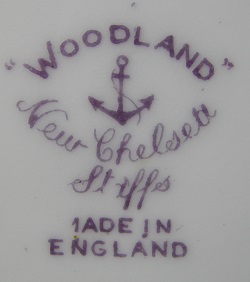 "WOODLAND"
New Chelsea
Staffs
MADE IN
ENGLAND